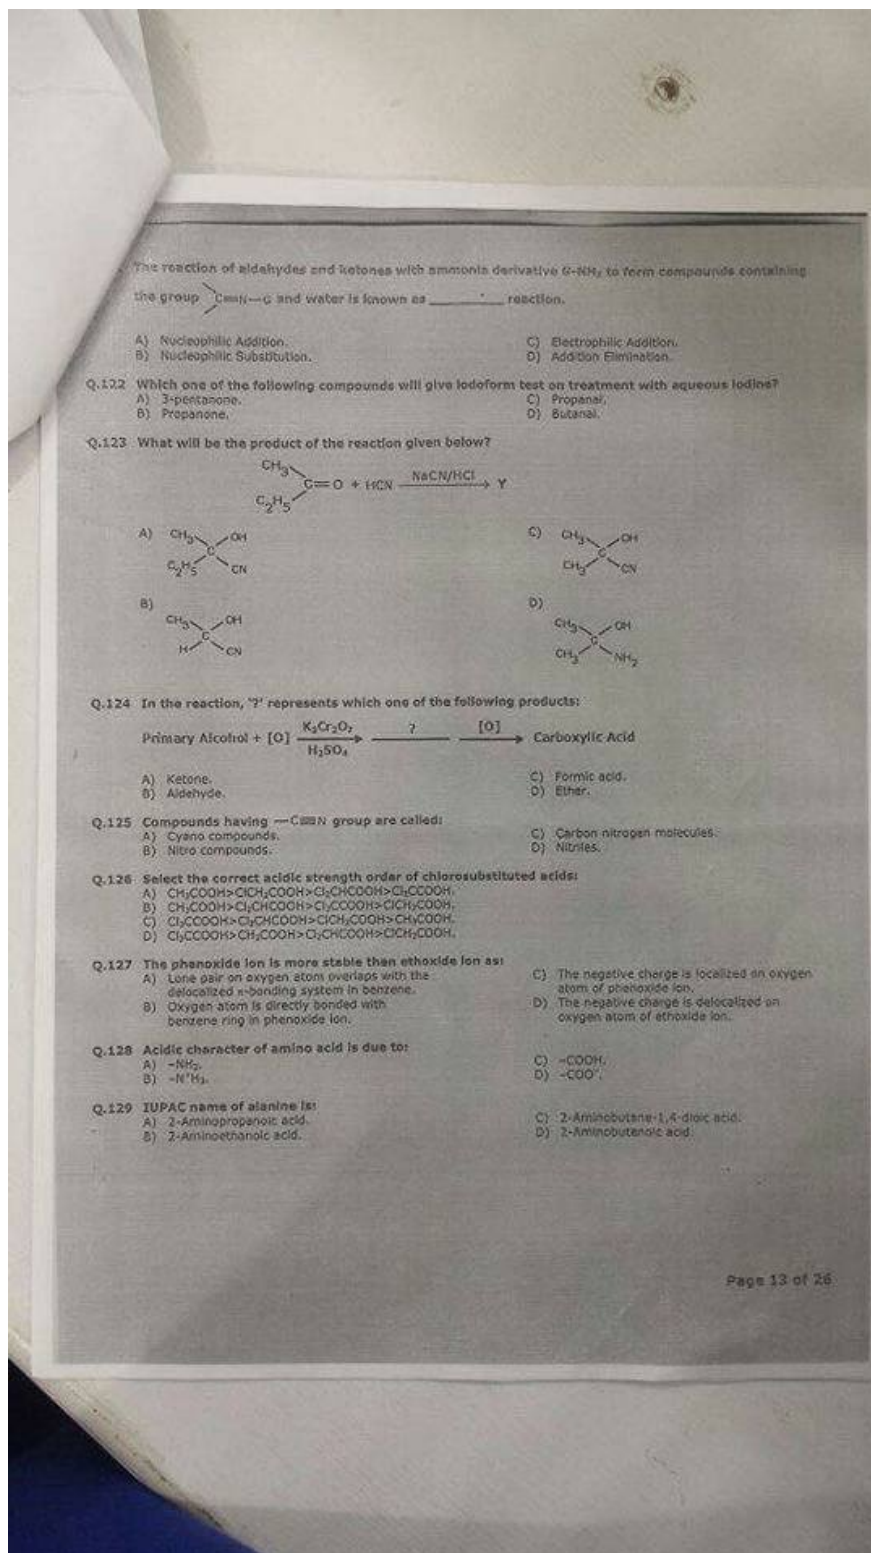 The reaction of aldehydes and ketones with ammonia derivative G-NH₂ to form compounds containing
the group C=N—G and water is known as ________ reaction.
A) Nucleophilic Addition.
C) Electrophilic Addition.
B) Nucleophilic Substitution.
D) Addition Elimination.
Q.122 Which one of the following compounds will give iodoform test on treatment with aqueous iodine?
A) 3-pentanone.
C) Propanal.
B) Propanone.
D) Butanal.
Q.123 What will be the product of the reaction given below?
CH₃
C=O + HCN NaCN/HCl Y
C₂H₅
A) CH₃ OH
C
C₂H₅ CN
C) CH₃ OH
C
CH₃ CN
B)
CH₃ OH
C
H CN
D)
CH₃ OH
C
CH₃ NH₂
Q.124 In the reaction, '?' represents which one of the following products:
Primary Alcohol + [O] K₂Cr₂O₇ H₂SO₄ ? [O] Carboxylic Acid
A) Ketone.
C) Formic acid.
B) Aldehyde.
D) Ether.
Q.125 Compounds having —C≡N group are called:
A) Cyano compounds.
C) Carbon nitrogen molecules.
B) Nitro compounds.
D) Nitriles.
Q.126 Select the correct acidic strength order of chlorosubstituted acids:
A) CH₃COOH>ClCH₂COOH>Cl₂CHCOOH>Cl₃CCOOH.
B) CH₃COOH>Cl₂CHCOOH>Cl₃CCOOH>ClCH₂COOH.
C) Cl₃CCOOH>Cl₂CHCOOH>ClCH₂COOH>CH₃COOH.
D) Cl₃CCOOH>CH₃COOH>Cl₂CHCOOH>ClCH₂COOH.
Q.127 The phenoxide ion is more stable than ethoxide ion as:
A) Lone pair on oxygen atom overlaps with the
delocalized π-bonding system in benzene.
B) Oxygen atom is directly bonded with
benzene ring in phenoxide ion.
C) The negative charge is localized on oxygen
atom of phenoxide ion.
D) The negative charge is delocalized on
oxygen atom of ethoxide ion.
Q.128 Acidic character of amino acid is due to:
A) –NH₂.
C) –COOH.
B) –N⁺H₃.
D) –COO⁻.
Q.129 IUPAC name of alanine is:
A) 2-Aminopropanoic acid.
C) 2-Aminobutane-1,4-dioic acid.
B) 2-Aminoethanoic acid.
D) 2-Aminobutanoic acid.
Page 13 of 26